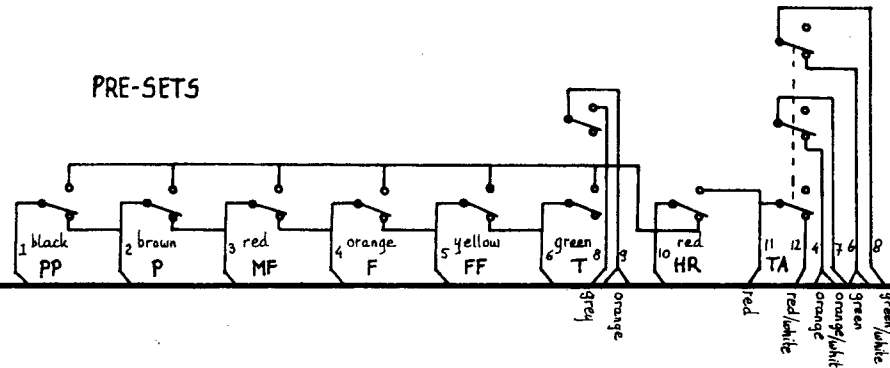 PRE-SETS
1 black 2 brown 3 red 4 orange 5 yellow 6 green 8 9 10 red 11 12 4 7 6 8
PP P MF F FF T HR TA
grey orange red red/white orange orange/whit green green/white